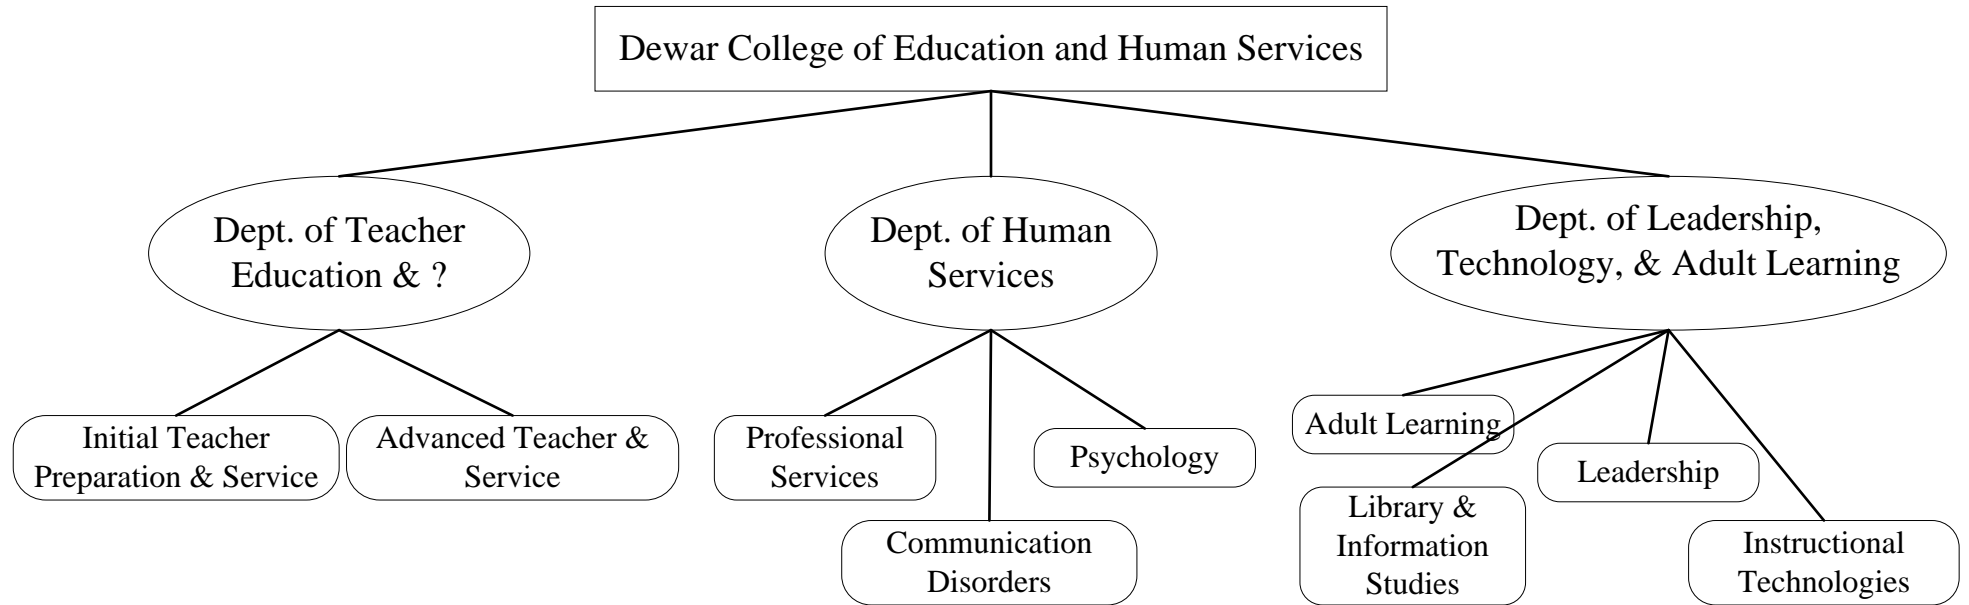 Dewar College of Education and Human Services
Dept. of Teacher
Education & ?
Dept. of Human
Services
Dept. of Leadership,
Technology, & Adult Learning
Initial Teacher
Preparation & Service
Advanced Teacher &
Service
Professional
Services
Communication
Disorders
Psychology
Adult Learning
Library &
Information
Studies
Leadership
Instructional
Technologies